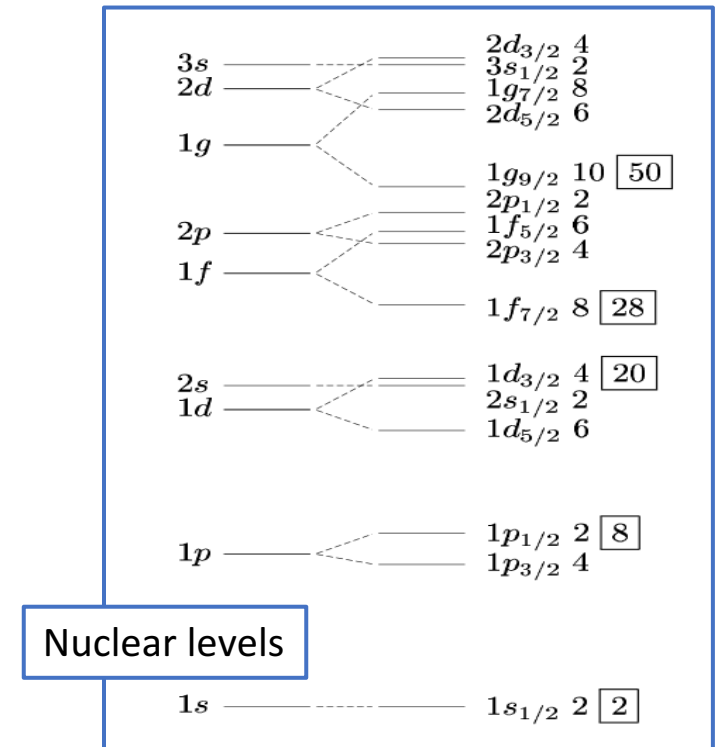 3s
2d
1g
2p
1f
2s
1d
1p
1s
2d3/2 4
3s1/2 2
1g7/2 8
2d5/2 6
1g9/2 10 50
2p1/2 2
1f5/2 6
2p3/2 4
1f7/2 8 28
1d3/2 4 20
2s1/2 2
1d5/2 6
1p1/2 2 8
1p3/2 4
1s1/2 2 2
Nuclear levels